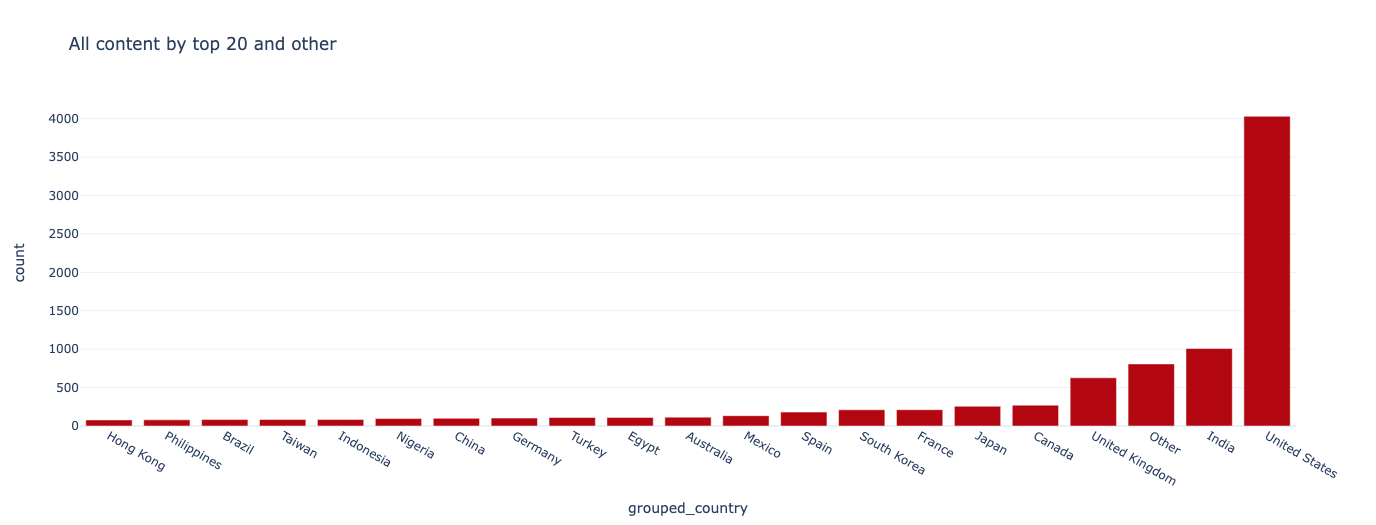 All content by top 20 and other
4000
3500
3000
2500
2000
1500
1000
500
0
count
Hong Kong
Philippines
Brazil
Taiwan
Indonesia
Nigeria
China
Germany
Turkey
Egypt
Australia
Mexico
Spain
South Korea
France
Japan
Canada
United Kingdom
Other
India
United States
grouped_country